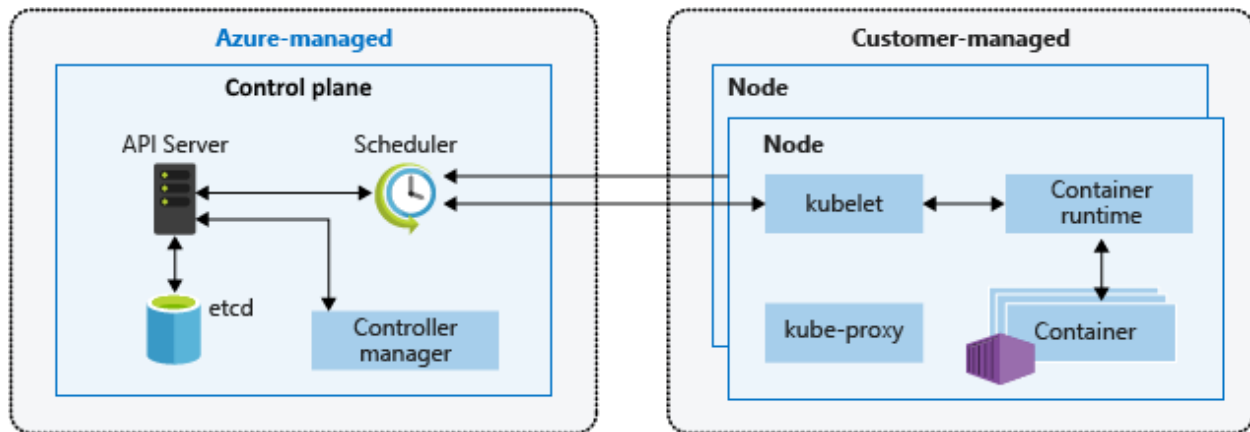 Azure-managed
Control plane
API Server
Scheduler
etcd
Controller
manager
Customer-managed
Node
Node
kubelet
Container
runtime
kube-proxy
Container